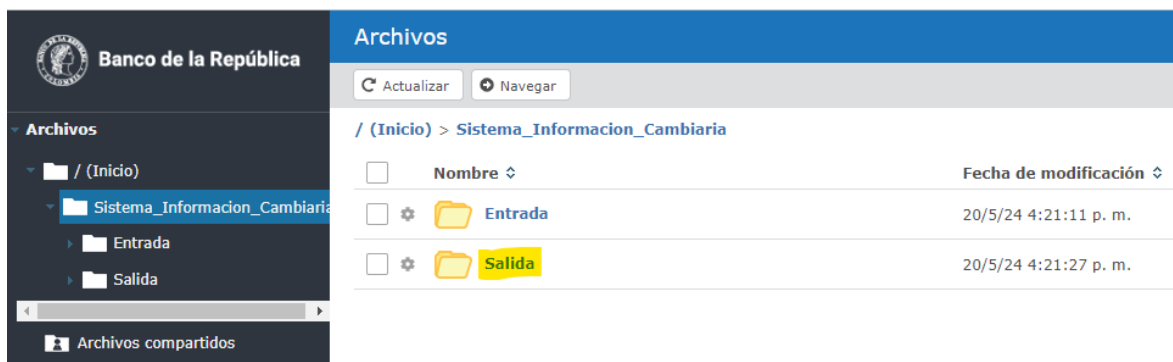 Banco de la República
Archivos
/ (Inicio)
Sistema_Informacion_Cambiaria
Entrada
Salida
Archivos compartidos
Archivos
Actualizar Navegar
/ (Inicio) > Sistema_Informacion_Cambiaria
Nombre Fecha de modificación
Entrada 20/5/24 4:21:11 p. m.
Salida 20/5/24 4:21:27 p. m.